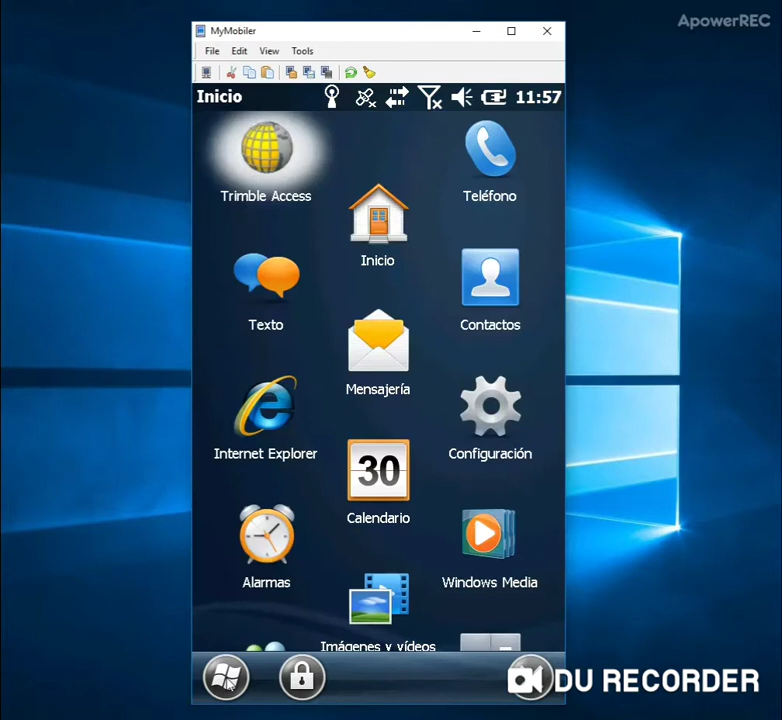 ApowerREC
MyMobiler
File Edit View Tools
Inicio 11:57
Trimble Access
Teléfono
Inicio
Texto
Contactos
Mensajería
Internet Explorer
Configuración
30
Calendario
Alarmas
Windows Media
Imágenes y vídeos
DU RECORDER